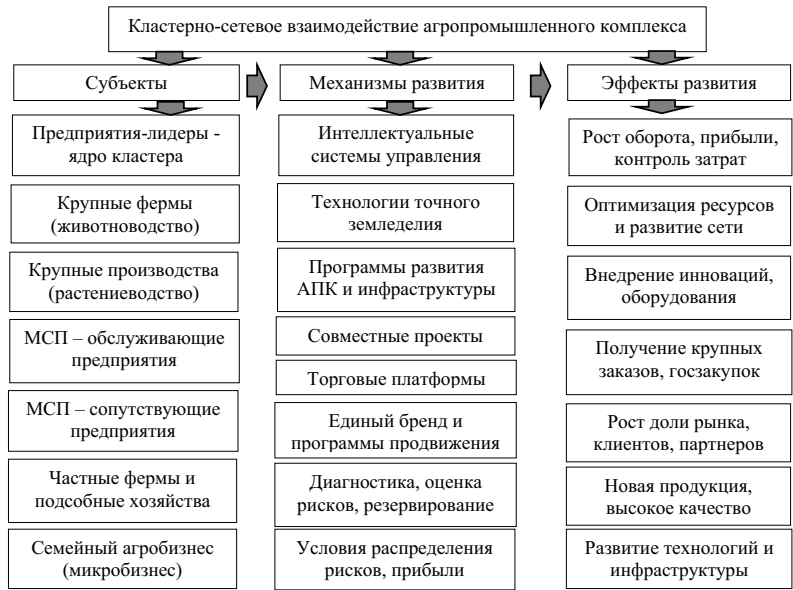 Кластерно-сетевое взаимодействие агропромышленного комплекса
Субъекты
Механизмы развития
Эффекты развития
Предприятия-лидеры -
ядро кластера
Крупные фермы
(животноводство)
Крупные производства
(растениеводство)
МСП – обслуживающие
предприятия
МСП – сопутствующие
предприятия
Частные фермы и
подсобные хозяйства
Семейный агробизнес
(микробизнес)
Интеллектуальные
системы управления
Технологии точного
земледелия
Программы развития
АПК и инфраструктуры
Совместные проекты
Торговые платформы
Единый бренд и
программы продвижения
Диагностика, оценка
рисков, резервирование
Условия распределения
рисков, прибыли
Рост оборота, прибыли,
контроль затрат
Оптимизация ресурсов
и развитие сети
Внедрение инноваций,
оборудования
Получение крупных
заказов, госзакупок
Рост доли рынка,
клиентов, партнеров
Новая продукция,
высокое качество
Развитие технологий и
инфраструктуры